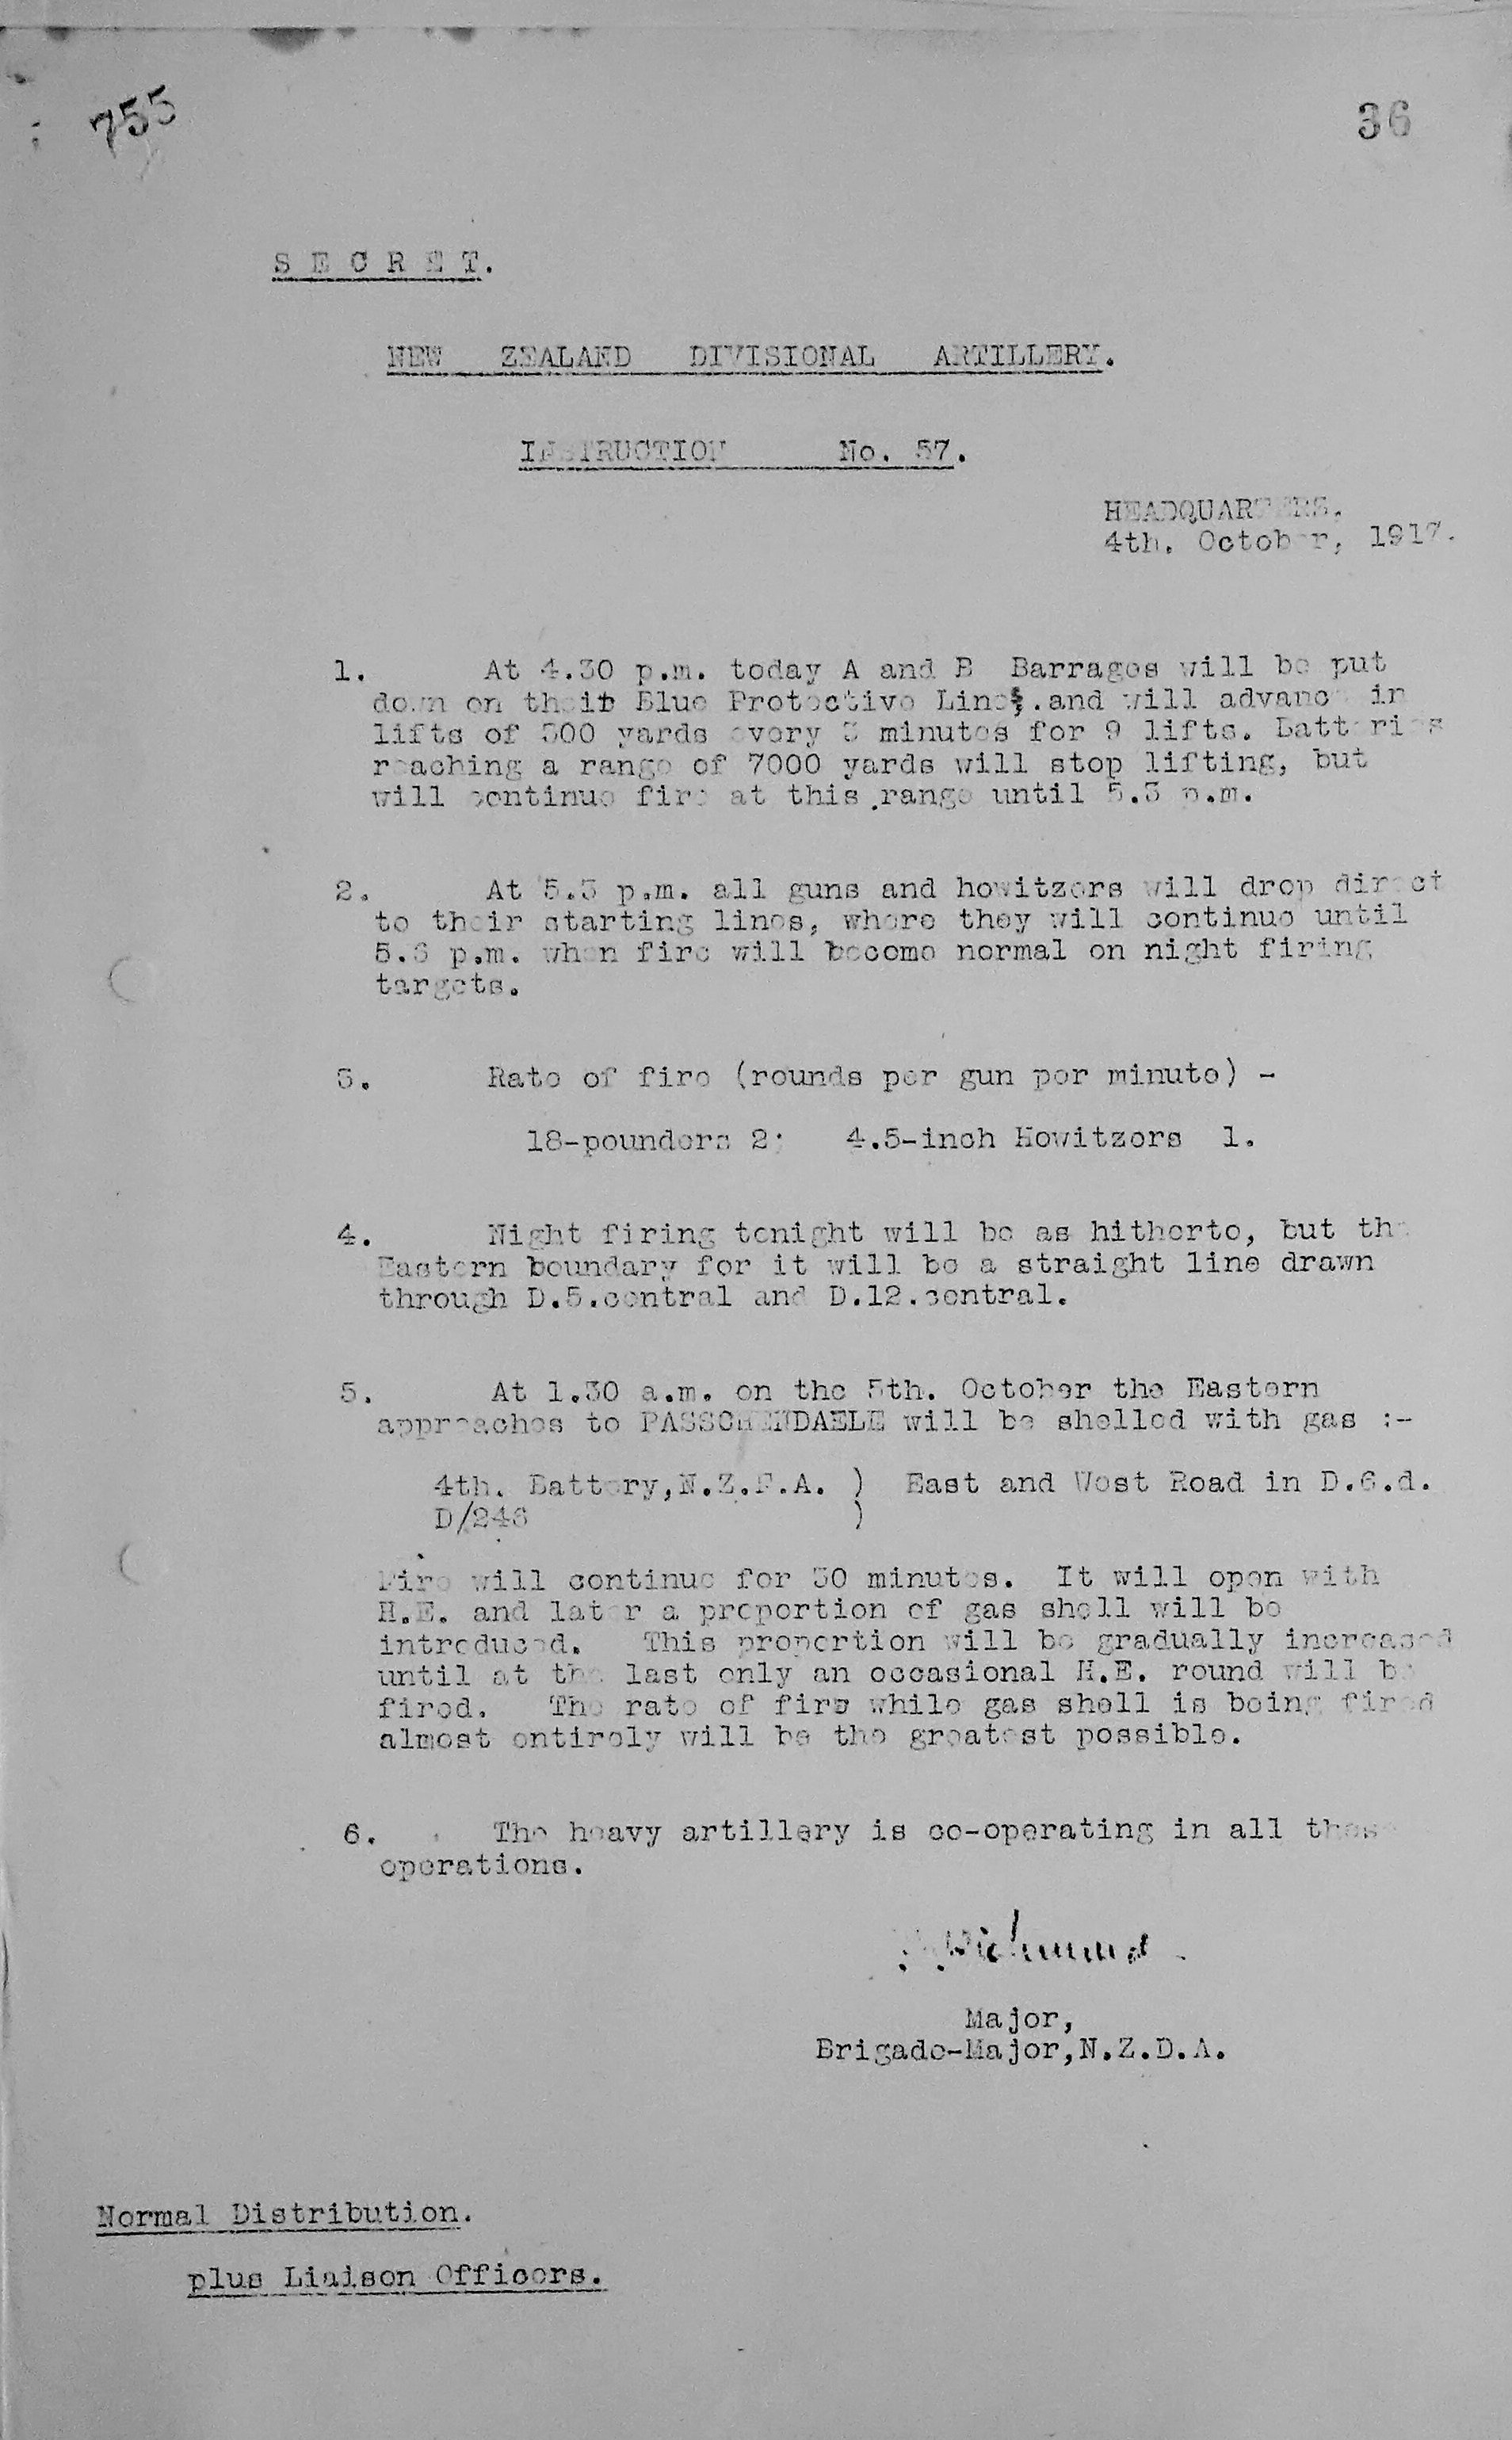 755
36
S E C R E T.
NEW ZEALAND DIVISIONAL ARTILLERY.
INSTRUCTION No. 57.
HEADQUARTERS.
4th. October, 1917.
1. At 4.30 p.m. today A and B Barrages will be put
down on their Blue Protective Lines.and will advance in
lifts of 300 yards every 3 minutes for 9 lifts. Batteries
reaching a range of 7000 yards will stop lifting, but
will continue fire at this range until 5.3 p.m.
2. At 5.3 p.m. all guns and howitzers will drop direct
to their starting lines, where they will continue until
5.6 p.m. when fire will become normal on night firing
targets.
3. Rate of fire (rounds per gun per minute) -
18-pounders 2; 4.5-inch Howitzers 1.
4. Night firing tonight will be as hitherto, but the
Eastern boundary for it will be a straight line drawn
through D.5.central and D.12.central.
5. At 1.30 a.m. on the 5th. October the Eastern
approaches to PASSCHENDAELE will be shelled with gas :-
4th. Battery,N.Z.F.A. ) East and West Road in D.6.d.
D/246 )
Fire will continue for 30 minutes. It will open with
H.E. and later a proportion of gas shell will be
introduced. This proportion will be gradually increased
until at the last only an occasional H.E. round will be
fired. The rate of fire while gas shell is being fired
almost entirely will be the greatest possible.
6. The heavy artillery is co-operating in all these
operations.
Richmond.
Major,
Brigade-Major,N.Z.D.A.
Normal Distribution.
plus Liaison Officers.